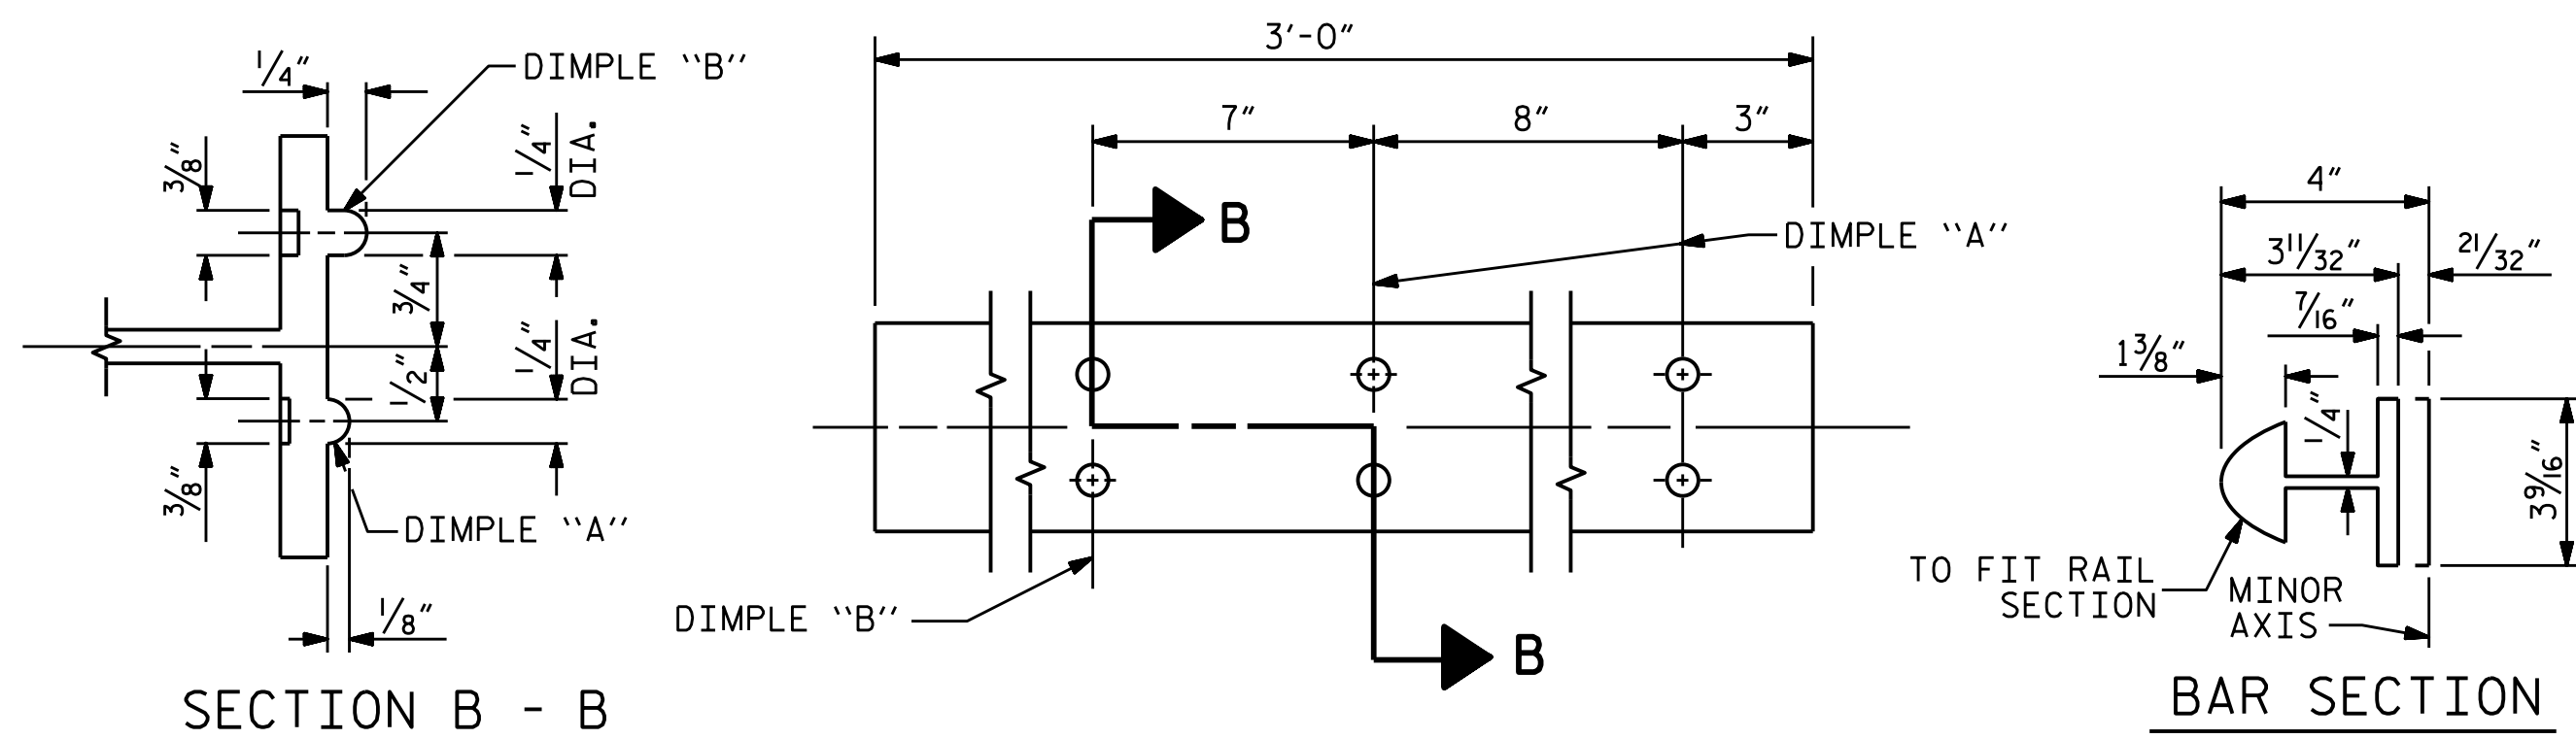 1/4"
DIMPLE "B"
3/8"
1/4" DIA.
3/4"
1/2"
1/4" DIA.
3/8"
DIMPLE "A"
1/8"
SECTION B - B
3'-0"
7"
8"
3"
B
DIMPLE "A"
DIMPLE "B"
B
4"
3 11/32"
21/32"
7/16"
1 3/8"
1/4"
3 9/16"
TO FIT RAIL
SECTION
MINOR
AXIS
BAR SECTION